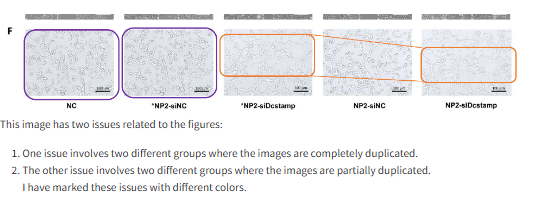 F
NC *NP2-siNC *NP2-siDcstamp NP2-siNC NP2-siDcstamp
This image has two issues related to the figures:
1. One issue involves two different groups where the images are completely duplicated.
2. The other issue involves two different groups where the images are partially duplicated.
I have marked these issues with different colors.